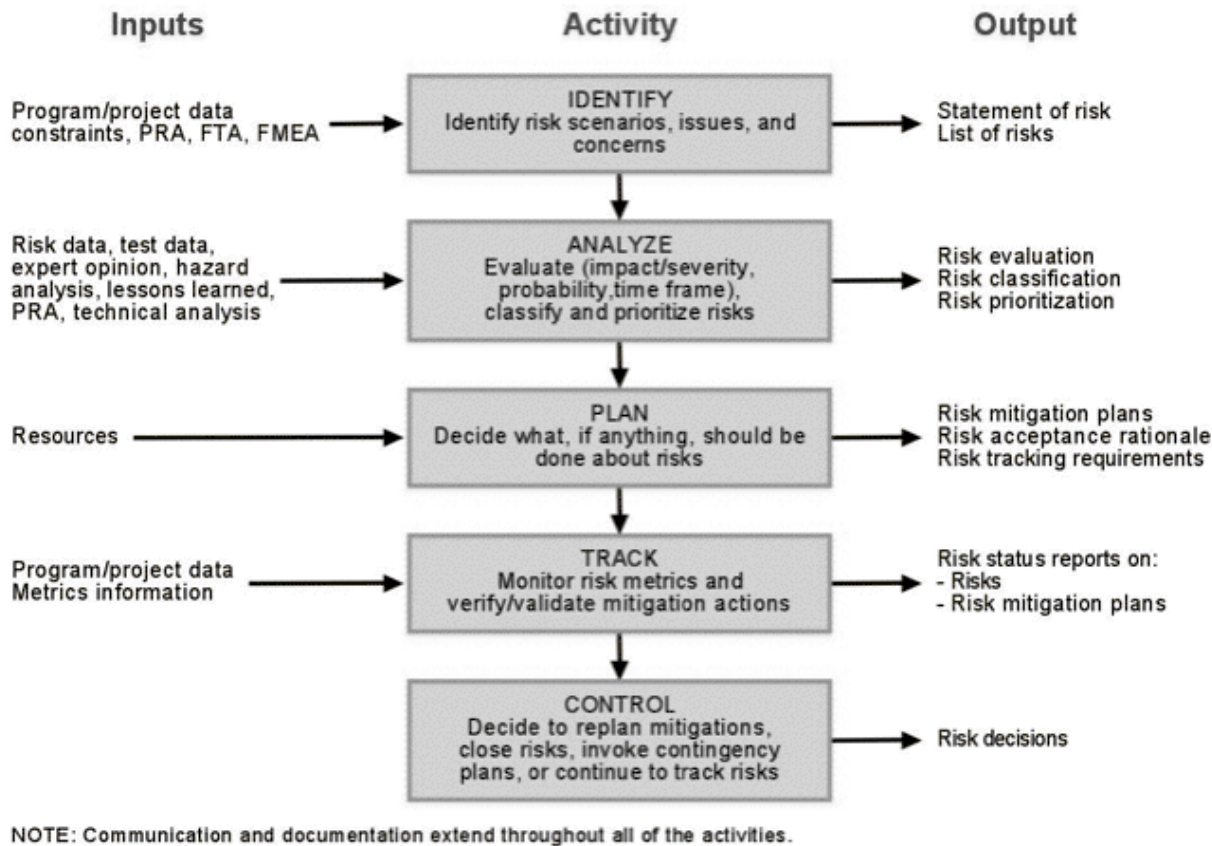 Inputs
Activity
Output
Program/project data
constraints, PRA, FTA, FMEA
IDENTIFY
Identify risk scenarios, issues, and
concerns
Statement of risk
List of risks
Risk data, test data,
expert opinion, hazard
analysis, lessons learned,
PRA, technical analysis
ANALYZE
Evaluate (impact/severity,
probability,time frame),
classify and prioritize risks
Risk evaluation
Risk classification
Risk prioritization
Resources
PLAN
Decide what, if anything, should be
done about risks
Risk mitigation plans
Risk acceptance rationale
Risk tracking requirements
Program/project data
Metrics information
TRACK
Monitor risk metrics and
verify/validate mitigation actions
Risk status reports on:
- Risks
- Risk mitigation plans
CONTROL
Decide to replan mitigations,
close risks, invoke contingency
plans, or continue to track risks
Risk decisions
NOTE: Communication and documentation extend throughout all of the activities.